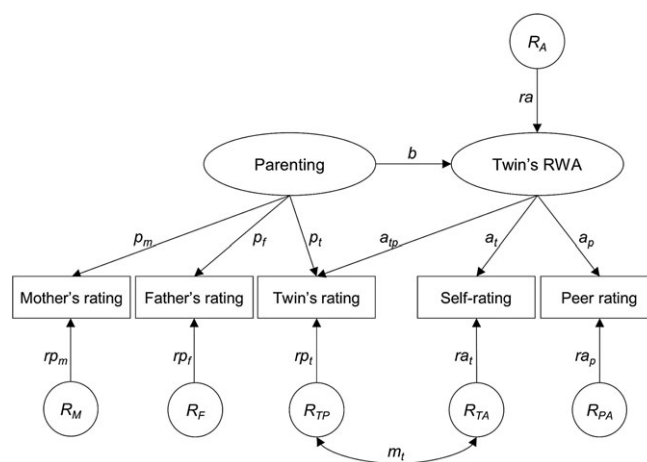 R_A
ra
Parenting
b
Twin's RWA
p_m
p_f
p_t
a_tp
a_t
a_p
Mother's rating
Father's rating
Twin's rating
Self-rating
Peer rating
rp_m
rp_f
rp_t
ra_t
ra_p
R_M
R_F
R_TP
R_TA
R_PA
m_t